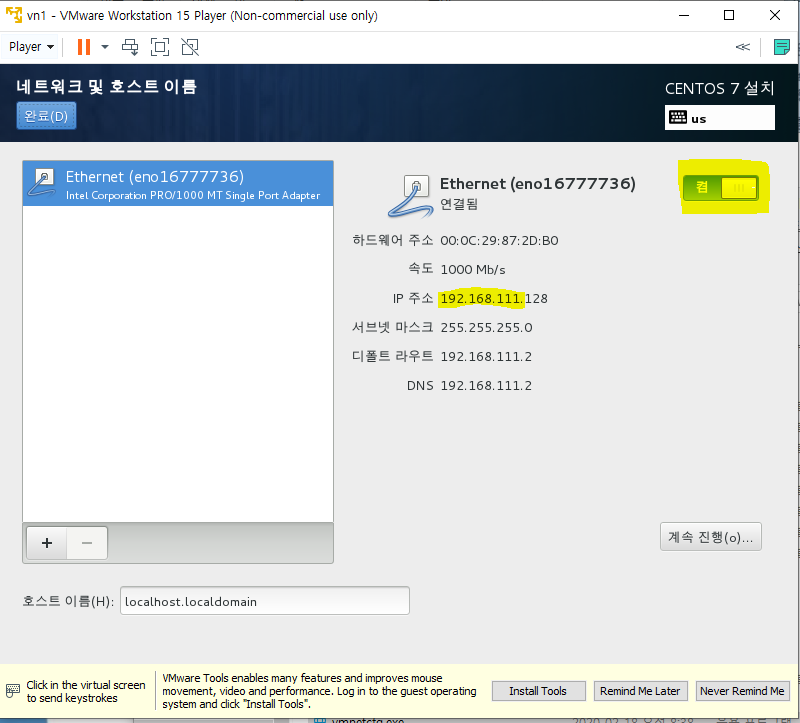 vn1 - VMware Workstation 15 Player (Non-commercial use only)
Player
네트워크 및 호스트 이름
CENTOS 7 설치
완료(D)
us
Ethernet (eno16777736)
Intel Corporation PRO/1000 MT Single Port Adapter
Ethernet (eno16777736)
연결됨
켬
하드웨어 주소 00:0C:29:87:2D:B0
속도 1000 Mb/s
IP 주소 192.168.111.128
서브넷 마스크 255.255.255.0
디폴트 라우트 192.168.111.2
DNS 192.168.111.2
계속 진행(o)...
호스트 이름(H): localhost.localdomain
Click in the virtual screen
to send keystrokes
VMware Tools enables many features and improves mouse
movement, video and performance. Log in to the guest operating
system and click "Install Tools".
Install Tools
Remind Me Later
Never Remind Me